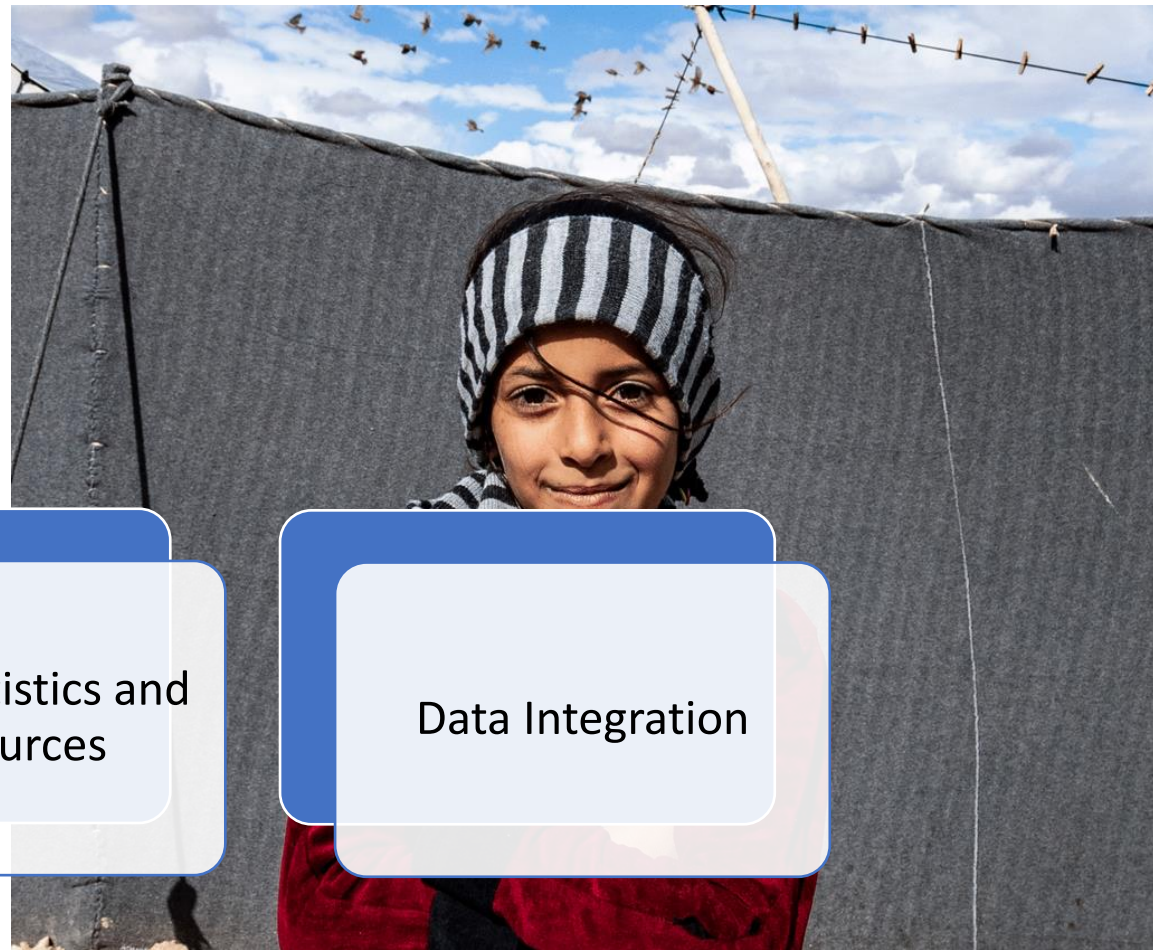 istics and
urces
Data Integration